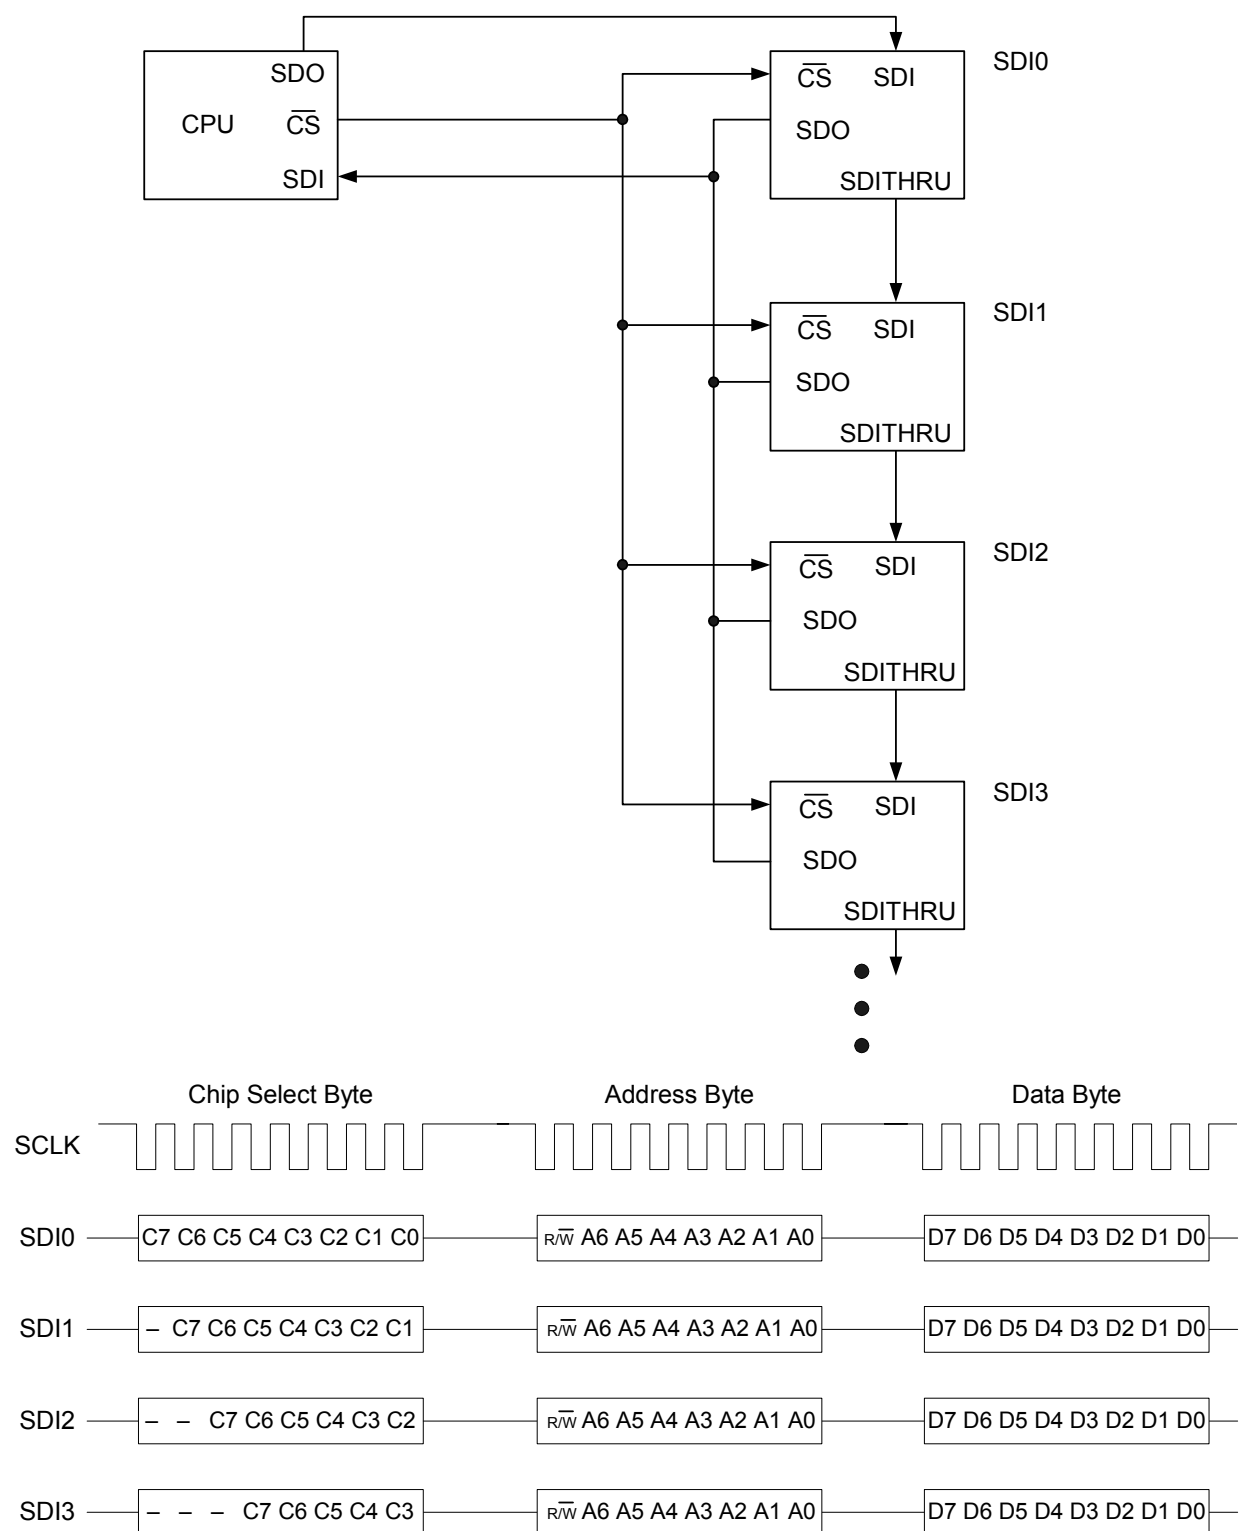 SDO
CPU
CS
SDI
CS SDI
SDO
SDITHRU
SDI0
CS SDI
SDO
SDITHRU
SDI1
CS SDI
SDO
SDITHRU
SDI2
CS SDI
SDO
SDITHRU
SDI3
Chip Select Byte Address Byte Data Byte
SCLK
SDI0 C7 C6 C5 C4 C3 C2 C1 C0 R/W A6 A5 A4 A3 A2 A1 A0 D7 D6 D5 D4 D3 D2 D1 D0
SDI1 – C7 C6 C5 C4 C3 C2 C1 R/W A6 A5 A4 A3 A2 A1 A0 D7 D6 D5 D4 D3 D2 D1 D0
SDI2 – – C7 C6 C5 C4 C3 C2 R/W A6 A5 A4 A3 A2 A1 A0 D7 D6 D5 D4 D3 D2 D1 D0
SDI3 – – – C7 C6 C5 C4 C3 R/W A6 A5 A4 A3 A2 A1 A0 D7 D6 D5 D4 D3 D2 D1 D0